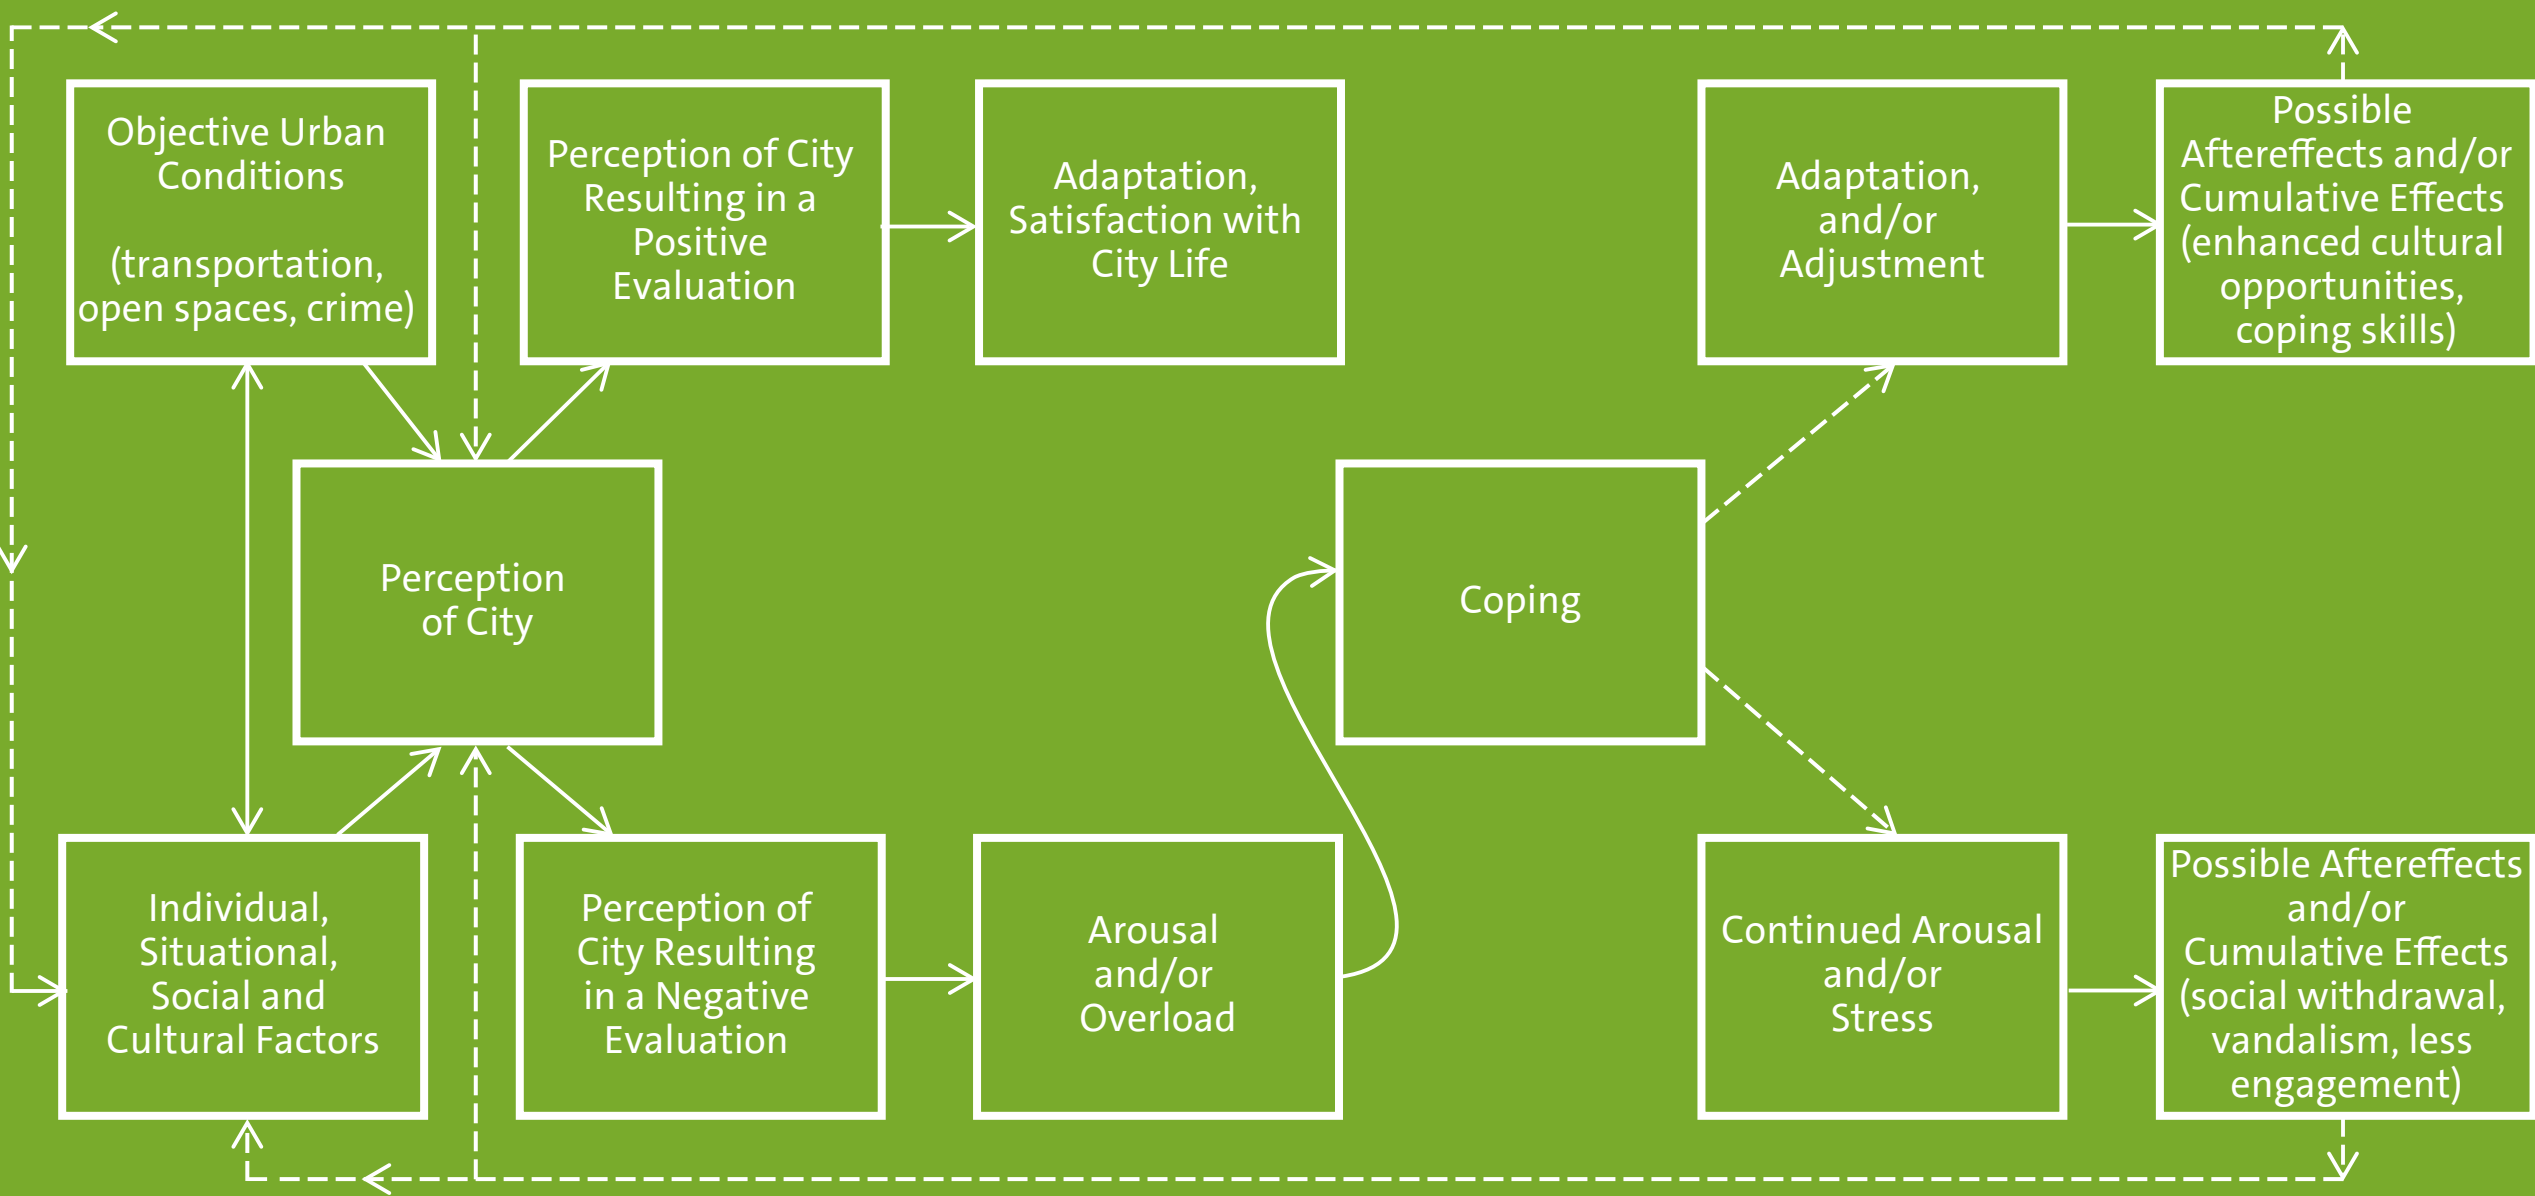 Objective Urban
Conditions
(transportation,
open spaces, crime)
Perception of City
Resulting in a
Positive
Evaluation
Adaptation,
Satisfaction with
City Life
Adaptation,
and/or
Adjustment
Possible
Aftereffects and/or
Cumulative Effects
(enhanced cultural
opportunities,
coping skills)
Perception
of City
Coping
Individual,
Situational,
Social and
Cultural Factors
Perception of
City Resulting
in a Negative
Evaluation
Arousal
and/or
Overload
Continued Arousal
and/or
Stress
Possible Aftereffects
and/or
Cumulative Effects
(social withdrawal,
vandalism, less
engagement)